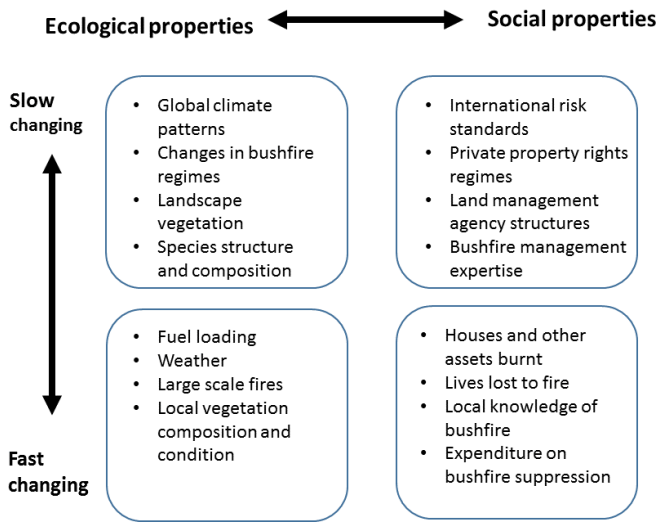 Ecological properties
Social properties
Slow
changing
• Global climate
patterns
• Changes in bushfire
regimes
• Landscape
vegetation
• Species structure
and composition
• International risk
standards
• Private property rights
regimes
• Land management
agency structures
• Bushfire management
expertise
• Fuel loading
• Weather
• Large scale fires
• Local vegetation
composition and
condition
• Houses and other
assets burnt
• Lives lost to fire
• Local knowledge of
bushfire
• Expenditure on
bushfire suppression
Fast
changing